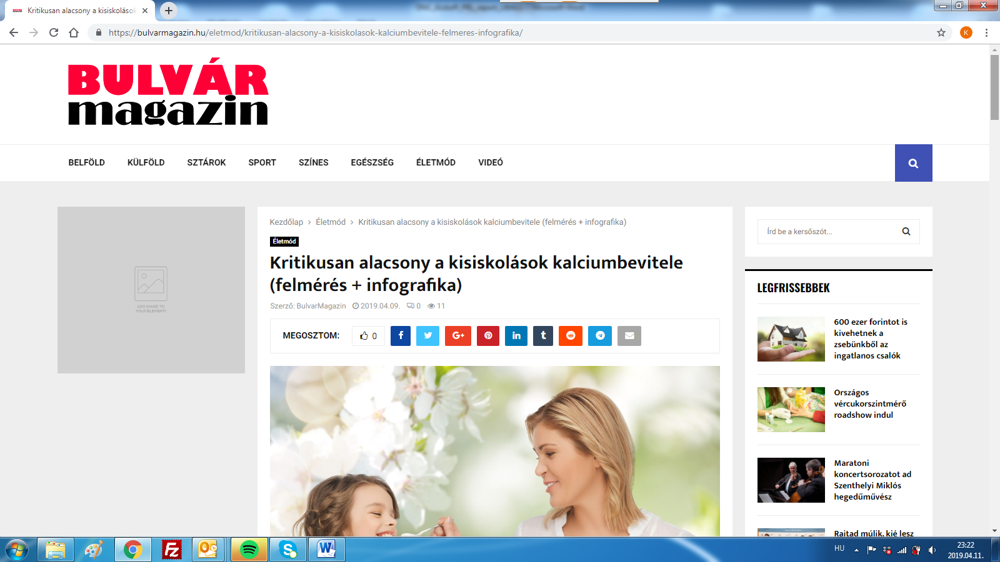 Kritikusan alacsony a kisiskolások
https://bulvarmagazin.hu/eletmod/kritikusan-alacsony-a-kisiskolasok-kalciumbevitele-felmeres-infografika/
K
BULVÁR
magazin
BELFÖLD KÜLFÖLD SZTÁROK SPORT SZÍNES EGÉSZSÉG ÉLETMÓD VIDEÓ
ADD IMAGE TO
YOUR ELEMENT!
Kezdőlap > Életmód > Kritikusan alacsony a kisiskolások kalciumbevitele (felmérés + infografika)
Életmód
Kritikusan alacsony a kisiskolások kalciumbevitele
(felmérés + infografika)
Szerző: BulvarMagazin 2019.04.09. 0 11
MEGOSZTOM: 0
Írd be a kersőszót...
LEGFRISSEBBEK
600 ezer forintot is
kivehetnek a
zsebünkből az
ingatlanos csalók
Országos
vércukorszintmérő
roadshow indul
Maratoni
koncertsorozatot ad
Szenthelyi Miklós
hegedűművész
Rajtad múlik, kié lesz
HU
23:22
2019.04.11.